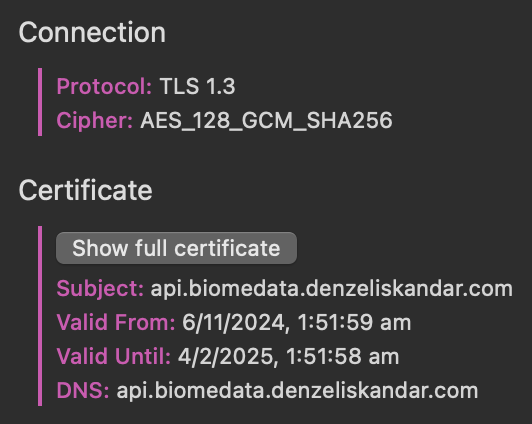 Connection
Protocol: TLS 1.3
Cipher: AES_128_GCM_SHA256
Certificate
Show full certificate
Subject: api.biomedata.denzeliskandar.com
Valid From: 6/11/2024, 1:51:59 am
Valid Until: 4/2/2025, 1:51:58 am
DNS: api.biomedata.denzeliskandar.com